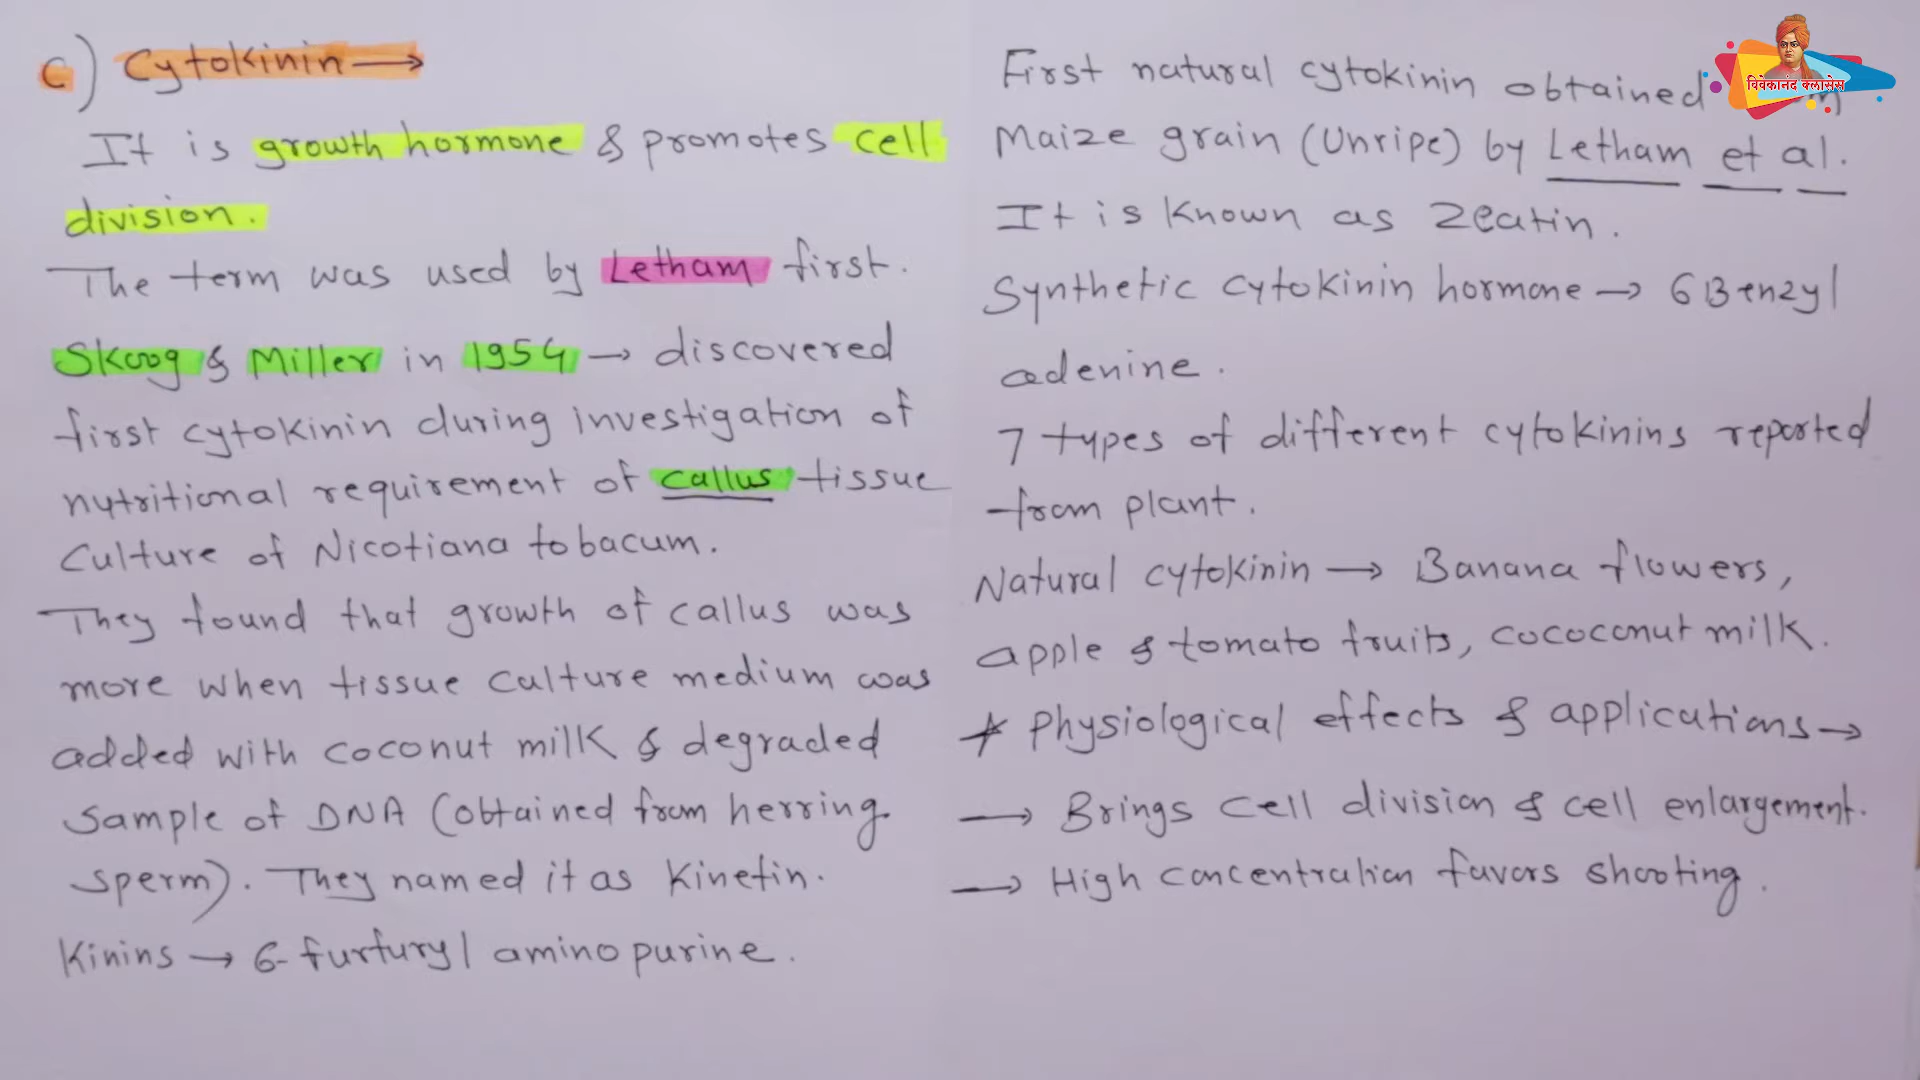 c) Cytokinin →
It is growth hormone & promotes cell
division.
The term was used by Letham first.
Skoog & Miller in 1954 → discovered
first cytokinin during investigation of
nutritional requirement of callus tissue
culture of Nicotiana tobacum.
They found that growth of callus was
more when tissue culture medium was
added with coconut milk & degraded
sample of DNA (obtained from herring
sperm). They named it as Kinetin.
Kinins → 6-furfuryl amino purine.
First natural cytokinin obtained
Maize grain (Unripe) by Letham et al.
It is known as Zeatin.
Synthetic cytokinin hormone → 6 Benzyl
adenine.
7 types of different cytokinins reported
from plant.
Natural cytokinin → Banana flowers,
apple & tomato fruits, cococonut milk.
* Physiological effects & applications →
→ Brings cell division & cell enlargement.
→ High concentration favors shooting.
विवेकानंद क्लासेस